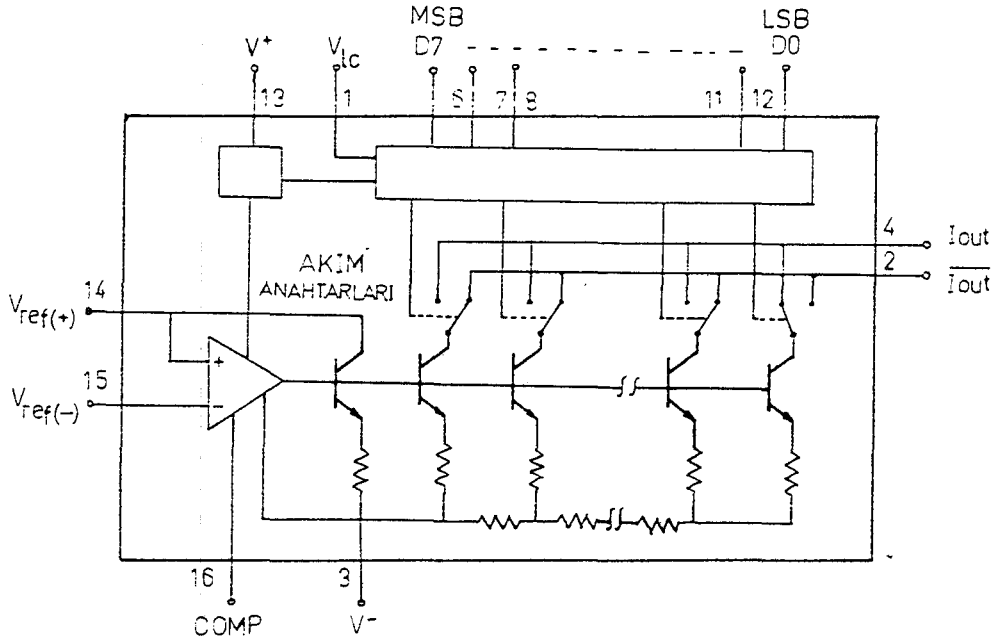 MSB LSB
V+ Vlc D7 - - - - - - - - - - - D0
13 1 6 7 8 11 12
4 Iout
2 Iout
AKIM
ANAHTARLARI
14
Vref(+)
+
15
Vref(-)
-
16 3
COMP V-